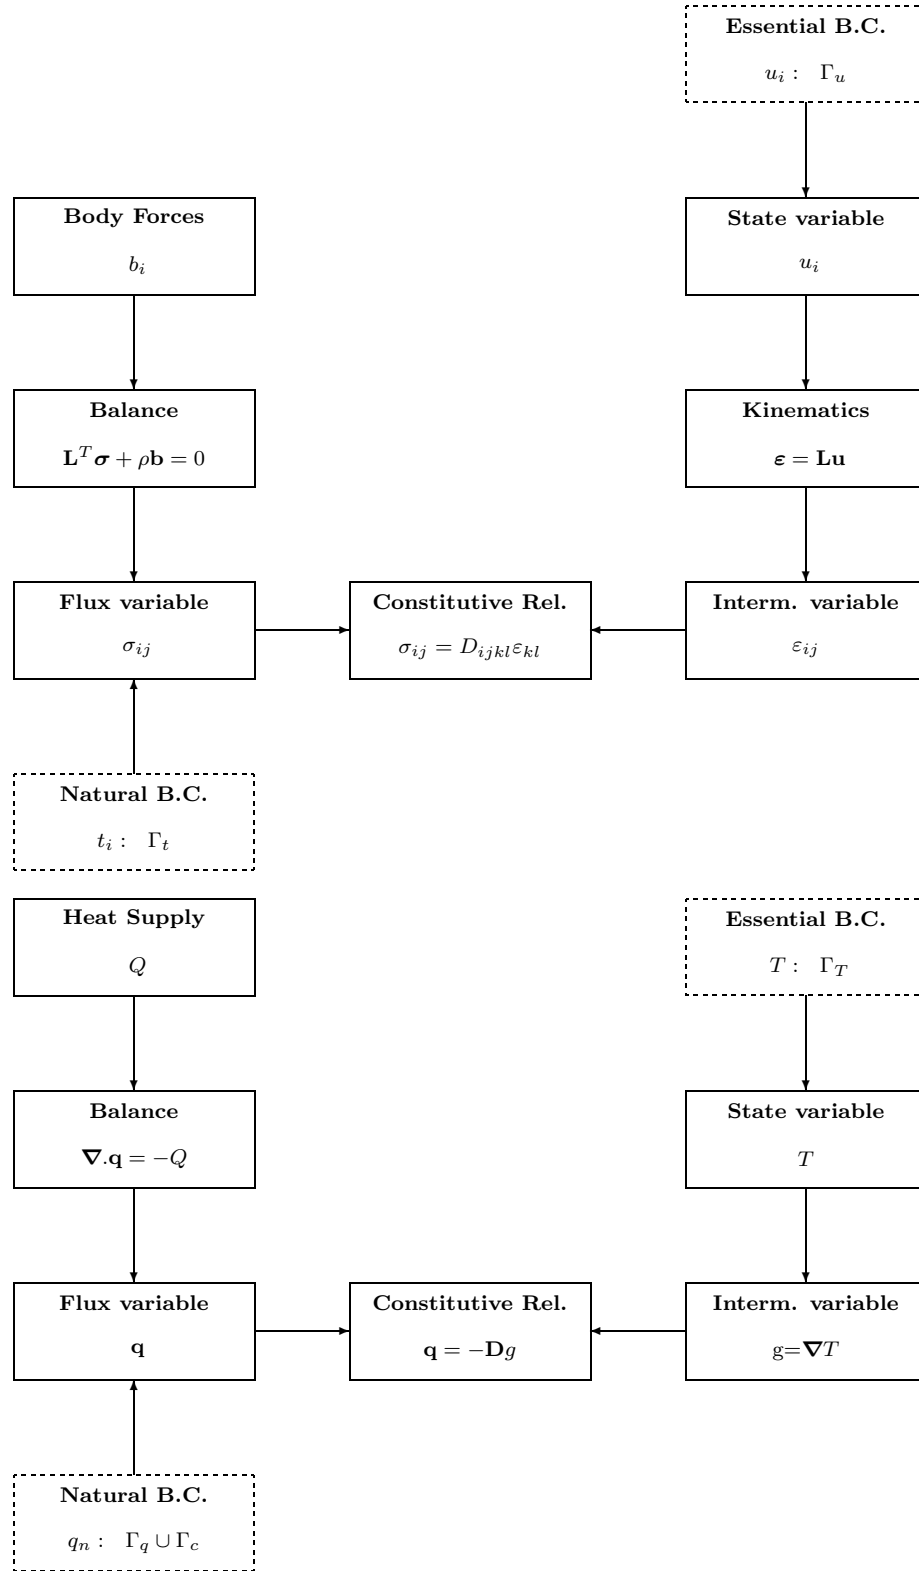 Essential B.C.
u_i :   Γ_u
Body Forces
b_i
State variable
u_i
Balance
L^T σ + ρb = 0
Kinematics
ε = Lu
Flux variable
σ_ij
Constitutive Rel.
σ_ij = D_ijkl ε_kl
Interm. variable
ε_ij
Natural B.C.
t_i :   Γ_t
Heat Supply
Q
Essential B.C.
T :   Γ_T
Balance
∇.q = −Q
State variable
T
Flux variable
q
Constitutive Rel.
q = −Dg
Interm. variable
g=∇T
Natural B.C.
q_n :   Γ_q ∪ Γ_c